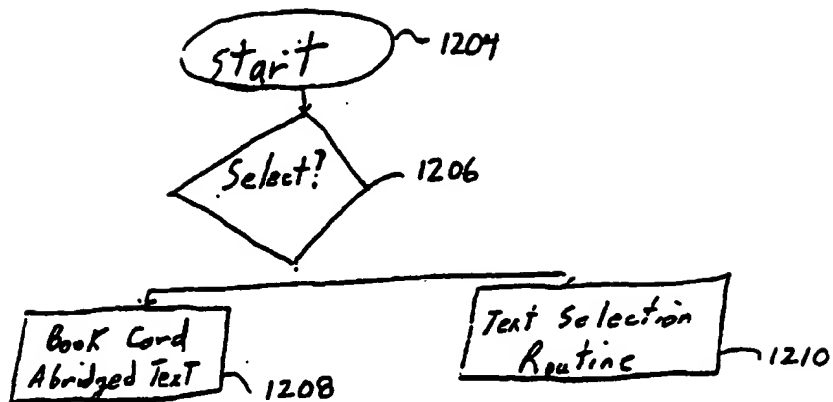 Start
1204
Select?
1206
Book Card
Abridged Text
1208
Text Selection
Routine
1210